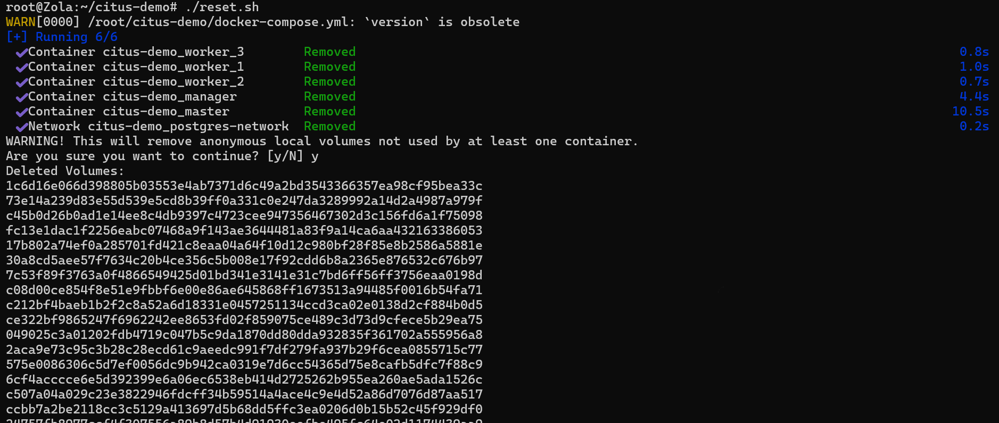 root@Zola:~/citus-demo# ./reset.sh
WARN[0000] /root/citus-demo/docker-compose.yml: `version` is obsolete
[+] Running 6/6
✔Container citus-demo_worker_3 Removed 0.8s
✔Container citus-demo_worker_1 Removed 1.0s
✔Container citus-demo_worker_2 Removed 0.7s
✔Container citus-demo_manager Removed 4.4s
✔Container citus-demo_master Removed 10.5s
✔Network citus-demo_postgres-network Removed 0.2s
WARNING! This will remove anonymous local volumes not used by at least one container.
Are you sure you want to continue? [y/N] y
Deleted Volumes:
1c6d16e066d398805b03553e4ab7371d6c49a2bd3543366357ea98cf95bea33c
73e14a239d83e55d539e5cd8b39ff0a331c0e247da3289992a14d2a4987a979f
c45b0d26b0ad1e14ee8c4db9397c4723cee947356467302d3c156fd6a1f75098
fc13e1dac1f2256eabc07468a9f143ae3644481a83f9a14ca6aa432163386053
17b802a74ef0a285701fd421c8eaa04a64f10d12c980bf28f85e8b2586a5881e
30a8cd5aee57f7634c20b4ce356c5b008e17f92cdd6b8a2365e876532c676b97
7c53f89f3763a0f4866549425d01bd341e3141e31c7bd6ff56ff3756eaa0198d
c08d00ce854f8e51e9fbbf6e00e86ae645868ff1673513a94485f0016b54fa71
c212bf4baeb1b2f2c8a52a6d18331e0457251134ccd3ca02e0138d2cf884b0d5
ce322bf9865247f6962242ee8653fd02f859075ce489c3d73d9cfece5b29ea75
049025c3a01202fdb4719c047b5c9da1870dd80dda932835f361702a555956a8
2aca9e73c95c3b28c28ecd61c9aeedc991f7df279fa937b29f6cea0855715c77
575e0086306c5d7ef0056dc9b942ca0319e7d6cc54365d75e8cafb5dfc7f88c9
6cf4acccce6e5d392399e6a06ec6538eb414d2725262b955ea260ae5ada1526c
c507a04a029c23e3822946fdcff34b59514a4ace4c9e4d52a86d7076d87aa517
ccbb7a2be2118cc3c5129a413697d5b68dd5ffc3ea0206d0b15b52c45f929df0